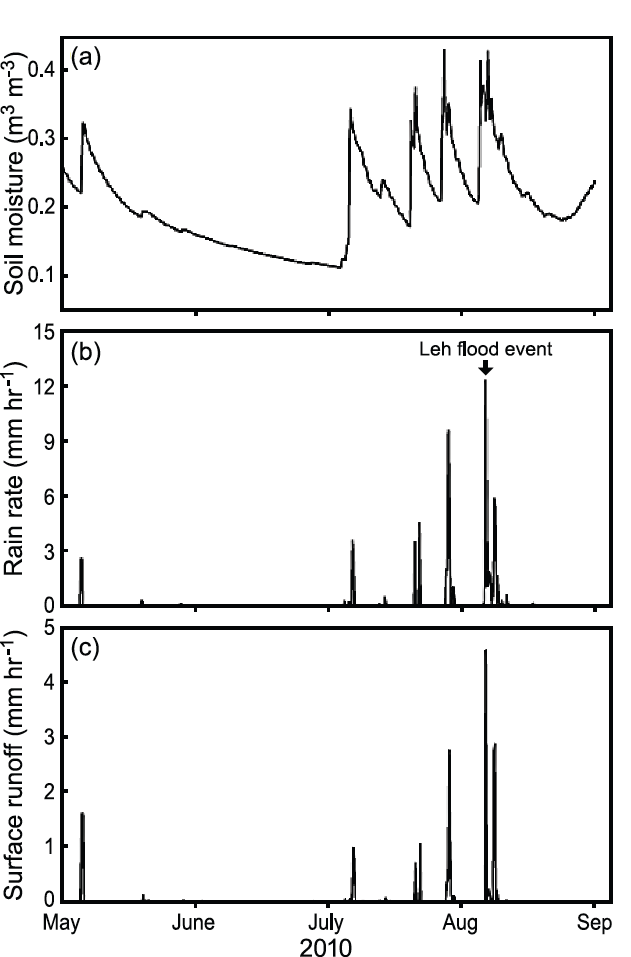 (a)
Soil moisture (m³ m⁻³)
0.4
0.3
0.2
0.1
(b)
Leh flood event
Rain rate (mm hr⁻¹)
15
12
9
6
3
0
(c)
Surface runoff (mm hr⁻¹)
5
4
3
2
1
0
May June July Aug Sep
2010